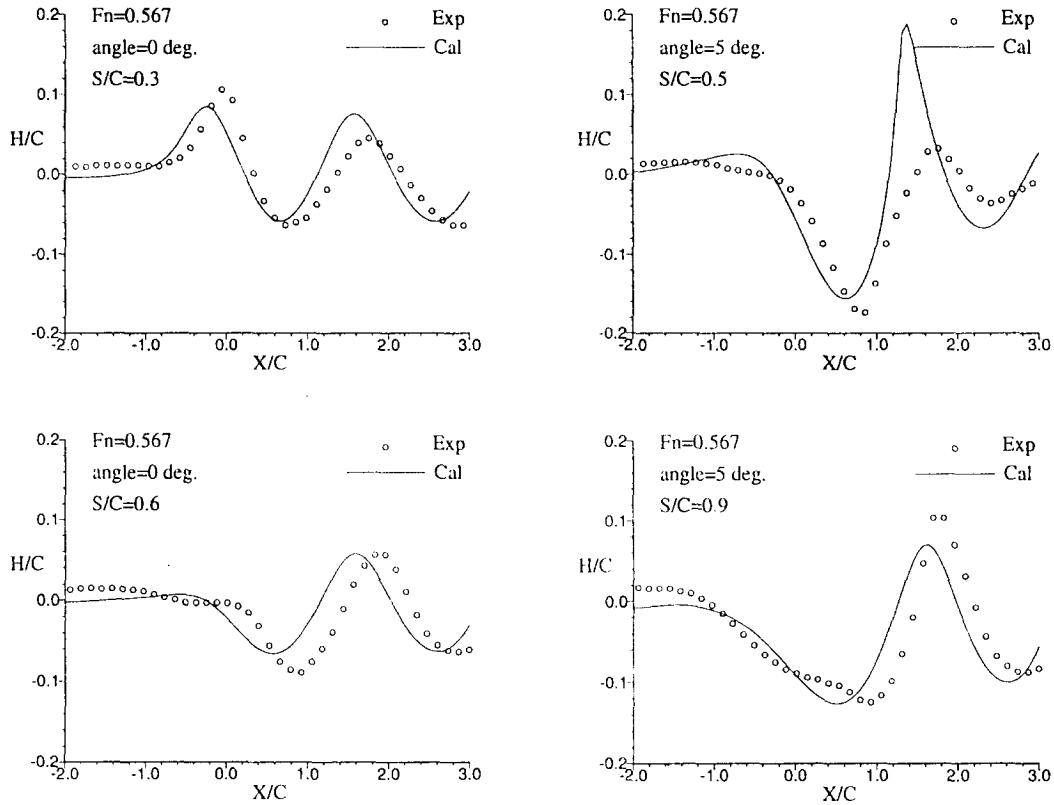 Fn=0.567
angle=0 deg.
S/C=0.3
Exp
Cal
0.2
0.1
H/C
0.0
-0.1
-0.2
-2.0 -1.0 0.0 1.0 2.0 3.0
X/C
Fn=0.567
angle=5 deg.
S/C=0.5
Exp
Cal
0.2
0.1
H/C
0.0
-0.1
-0.2
-2.0 -1.0 0.0 1.0 2.0 3.0
X/C
Fn=0.567
angle=0 deg.
S/C=0.6
Exp
Cal
0.2
0.1
H/C
0.0
-0.1
-0.2
-2.0 -1.0 0.0 1.0 2.0 3.0
X/C
Fn=0.567
angle=5 deg.
S/C=0.9
Exp
Cal
0.2
0.1
H/C
0.0
-0.1
-0.2
-2.0 -1.0 0.0 1.0 2.0 3.0
X/C